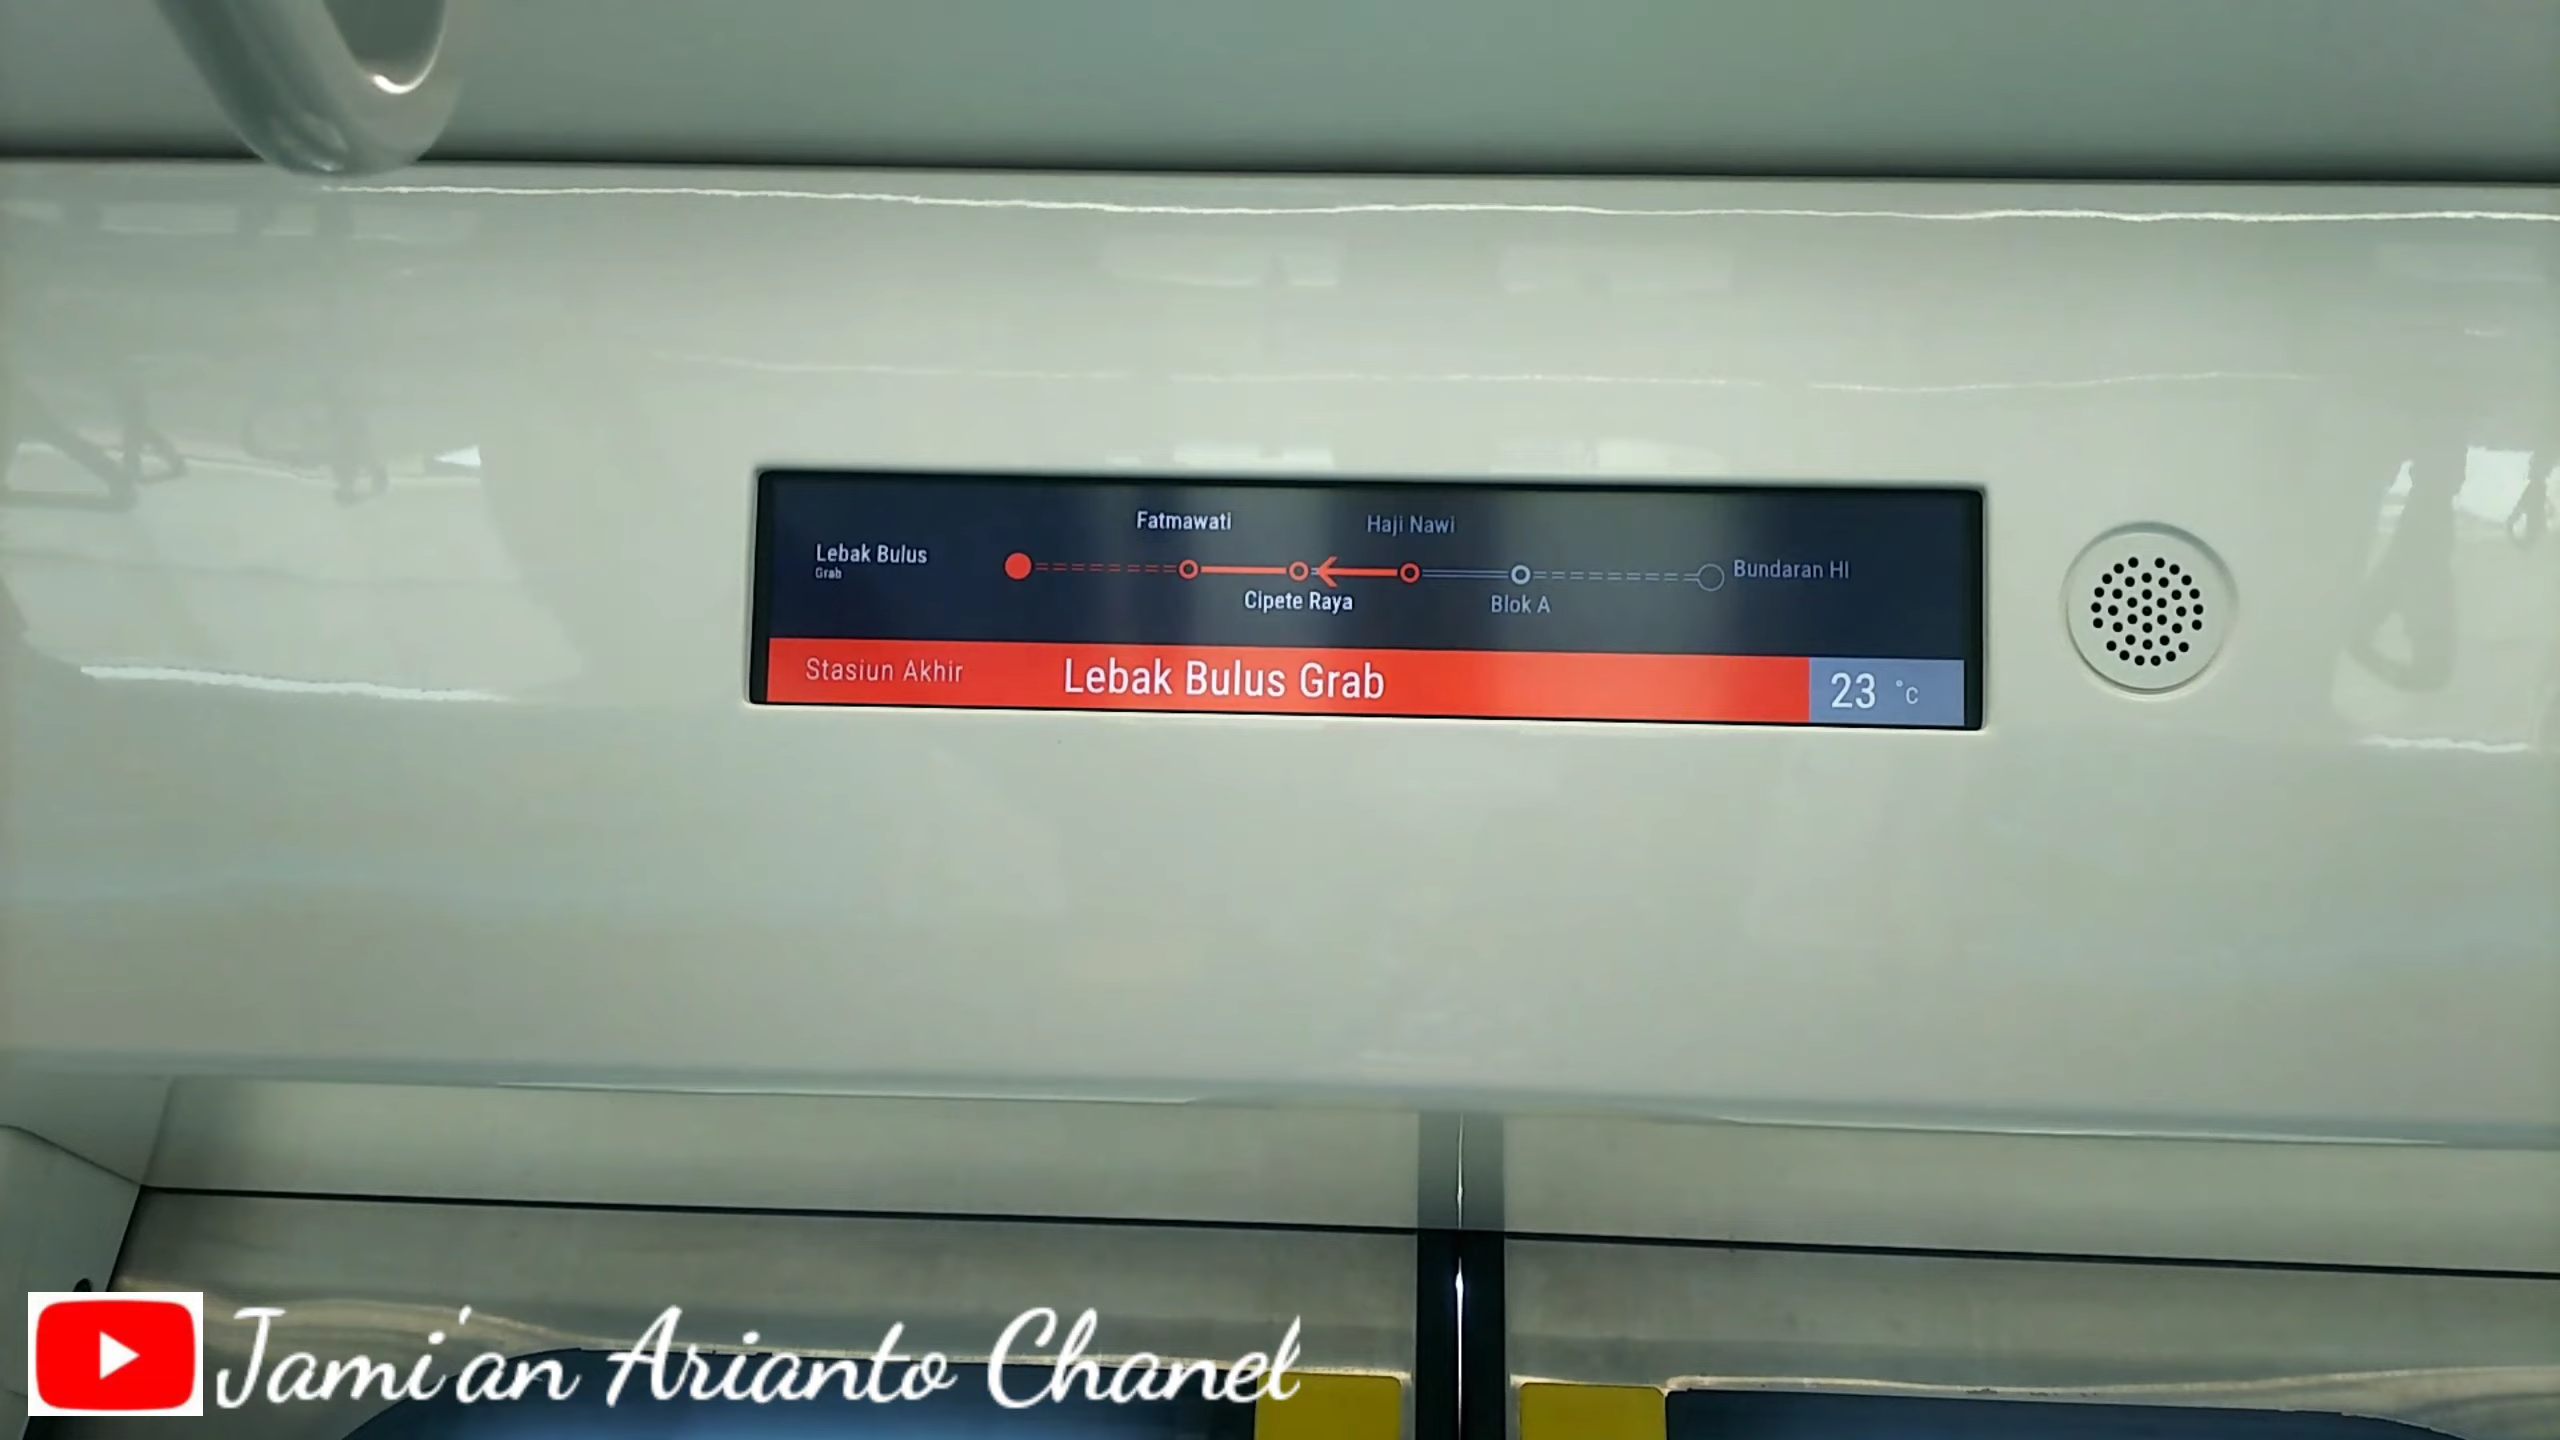 Fatmawati
Haji Nawi
Lebak Bulus
Grab
Bundaran HI
Cipete Raya
Blok A
Stasiun Akhir
Lebak Bulus Grab
23 °C
Jami'an Arianto Chanel